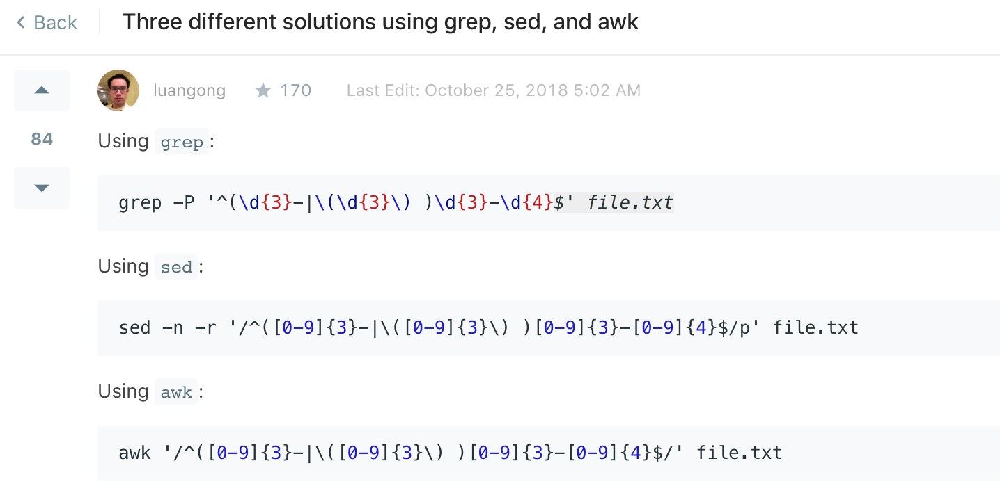 Back
Three different solutions using grep, sed, and awk
luangong 170 Last Edit: October 25, 2018 5:02 AM
84
Using grep:
grep -P '^(\d{3}-|\(\d{3}\) )\d{3}-\d{4}$' file.txt
Using sed:
sed -n -r '/^([0-9]{3}-|\([0-9]{3}\) )[0-9]{3}-[0-9]{4}$/p' file.txt
Using awk:
awk '/^([0-9]{3}-|\([0-9]{3}\) )[0-9]{3}-[0-9]{4}$/' file.txt